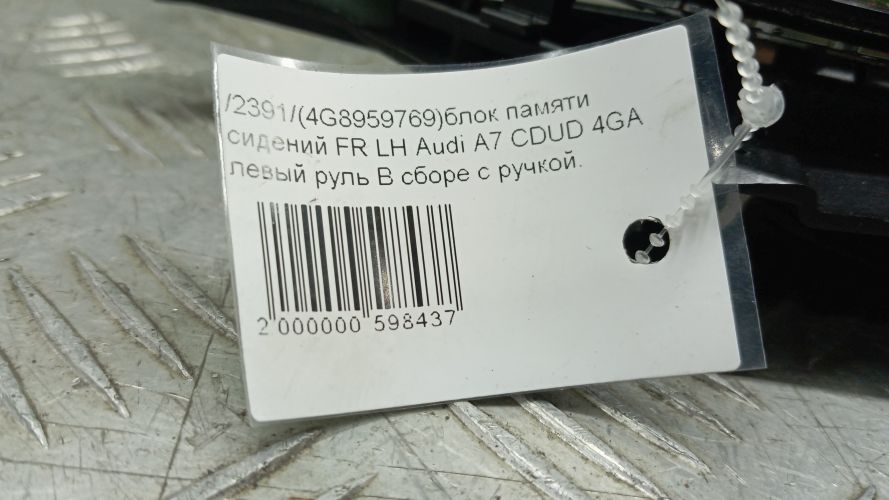 /2391/(4G8959769)блок памяти
сидений FR LH Audi A7 CDUD 4GA
левый руль В сборе с ручкой.
2 000000 598437